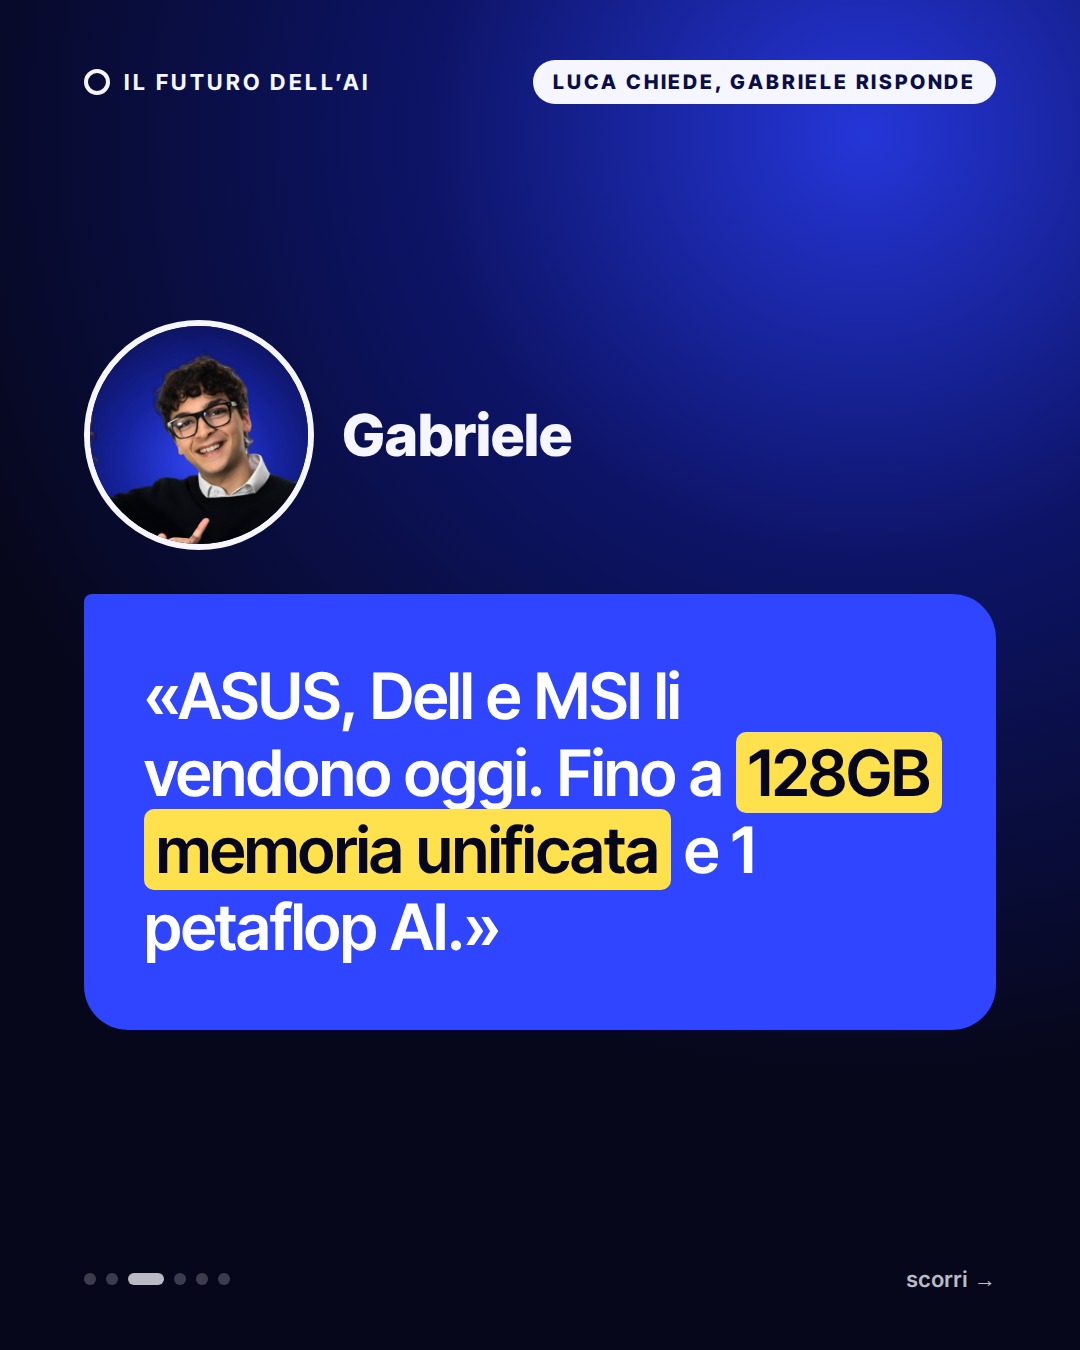 IL FUTURO DELL’AI
LUCA CHIEDE, GABRIELE RISPONDE
Gabriele
«ASUS, Dell e MSI li
vendono oggi. Fino a 128GB
memoria unificata e 1
petaflop AI.»
scorri →